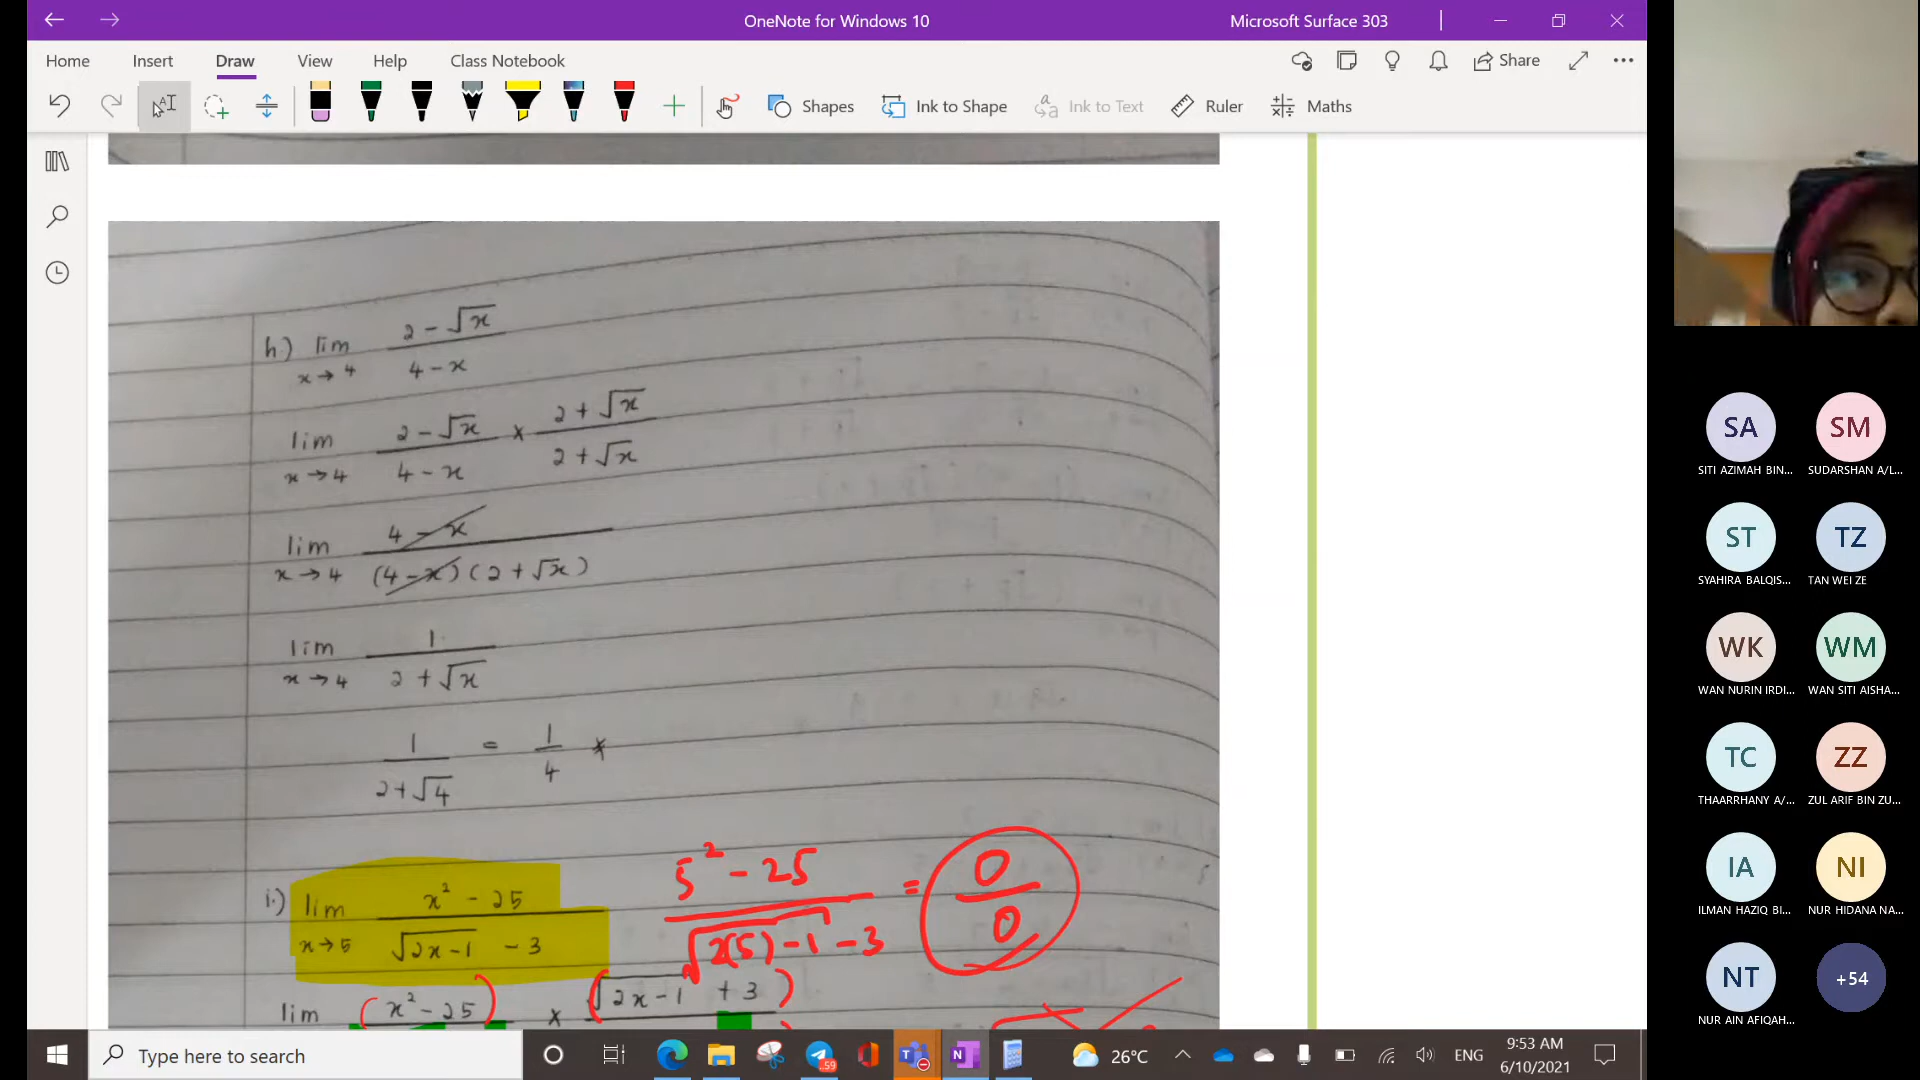 OneNote for Windows 10
Microsoft Surface 303
Home Insert Draw View Help Class Notebook
Share
Shapes Ink to Shape Ink to Text Ruler Maths
h.) lim x→4 2 - √x / 4 - x
lim x→4 2 - √x / 4 - x × 2 + √x / 2 + √x
lim x→4 4 - x / (4-x)(2+√x)
lim x→4 1 / 2 + √x
1 / 2+√4 = 1 / 4 *
i.) lim x→5 x² - 25 / √2x-1 - 3
5² - 25 / √2(5)-1 - 3 = 0 / 0
lim (x² - 25) × (√2x-1 + 3)
SA SM
SITI AZIMAH BIN... SUDARSHAN A/L...
ST TZ
SYAHIRA BALQIS... TAN WEI ZE
WK WM
WAN NURIN IRDI... WAN SITI AISHA...
TC ZZ
THAARRHANY A/... ZUL ARIF BIN ZU...
IA NI
ILMAN HAZIQ BI... NUR HIDANA NA...
NT +54
NUR AIN AFIQAH...
Type here to search
59
26°C
ENG
9:53 AM
6/10/2021